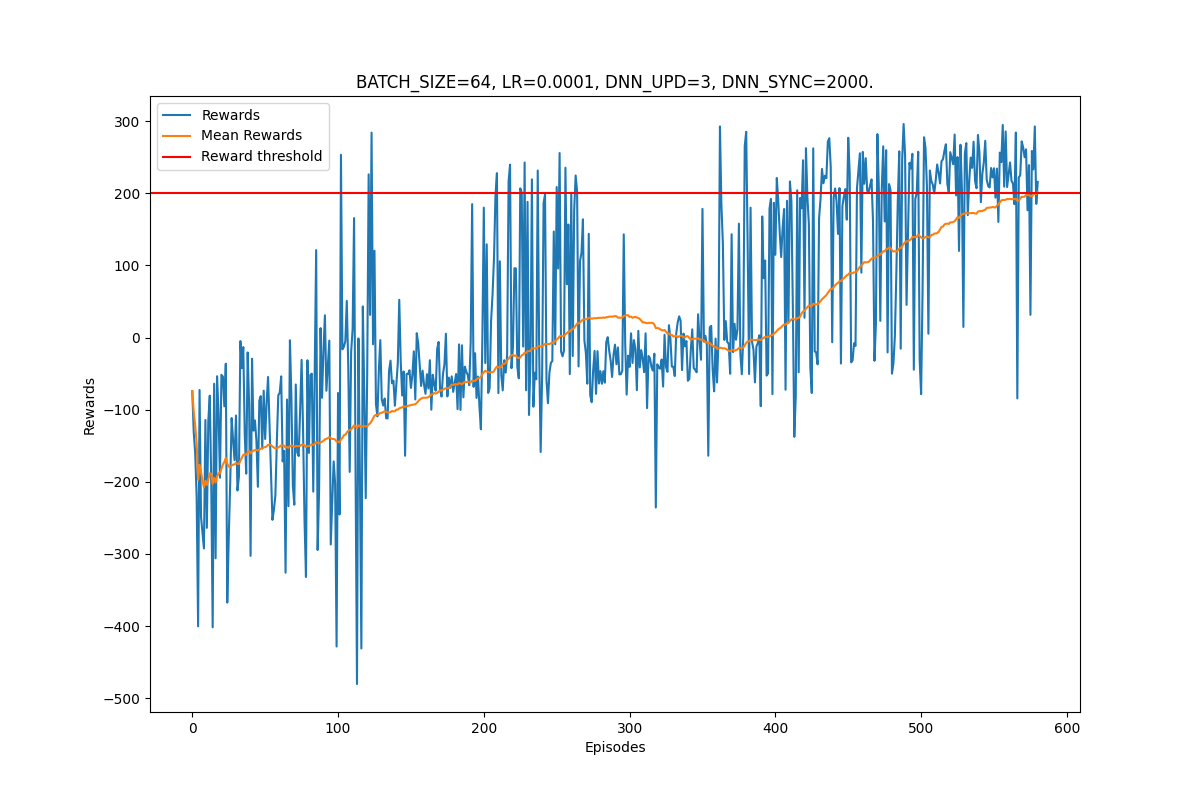 BATCH_SIZE=64, LR=0.0001, DNN_UPD=3, DNN_SYNC=2000.
Rewards
Mean Rewards
Reward threshold
300
200
100
0
−100
−200
−300
−400
−500
Rewards
0 100 200 300 400 500 600
Episodes